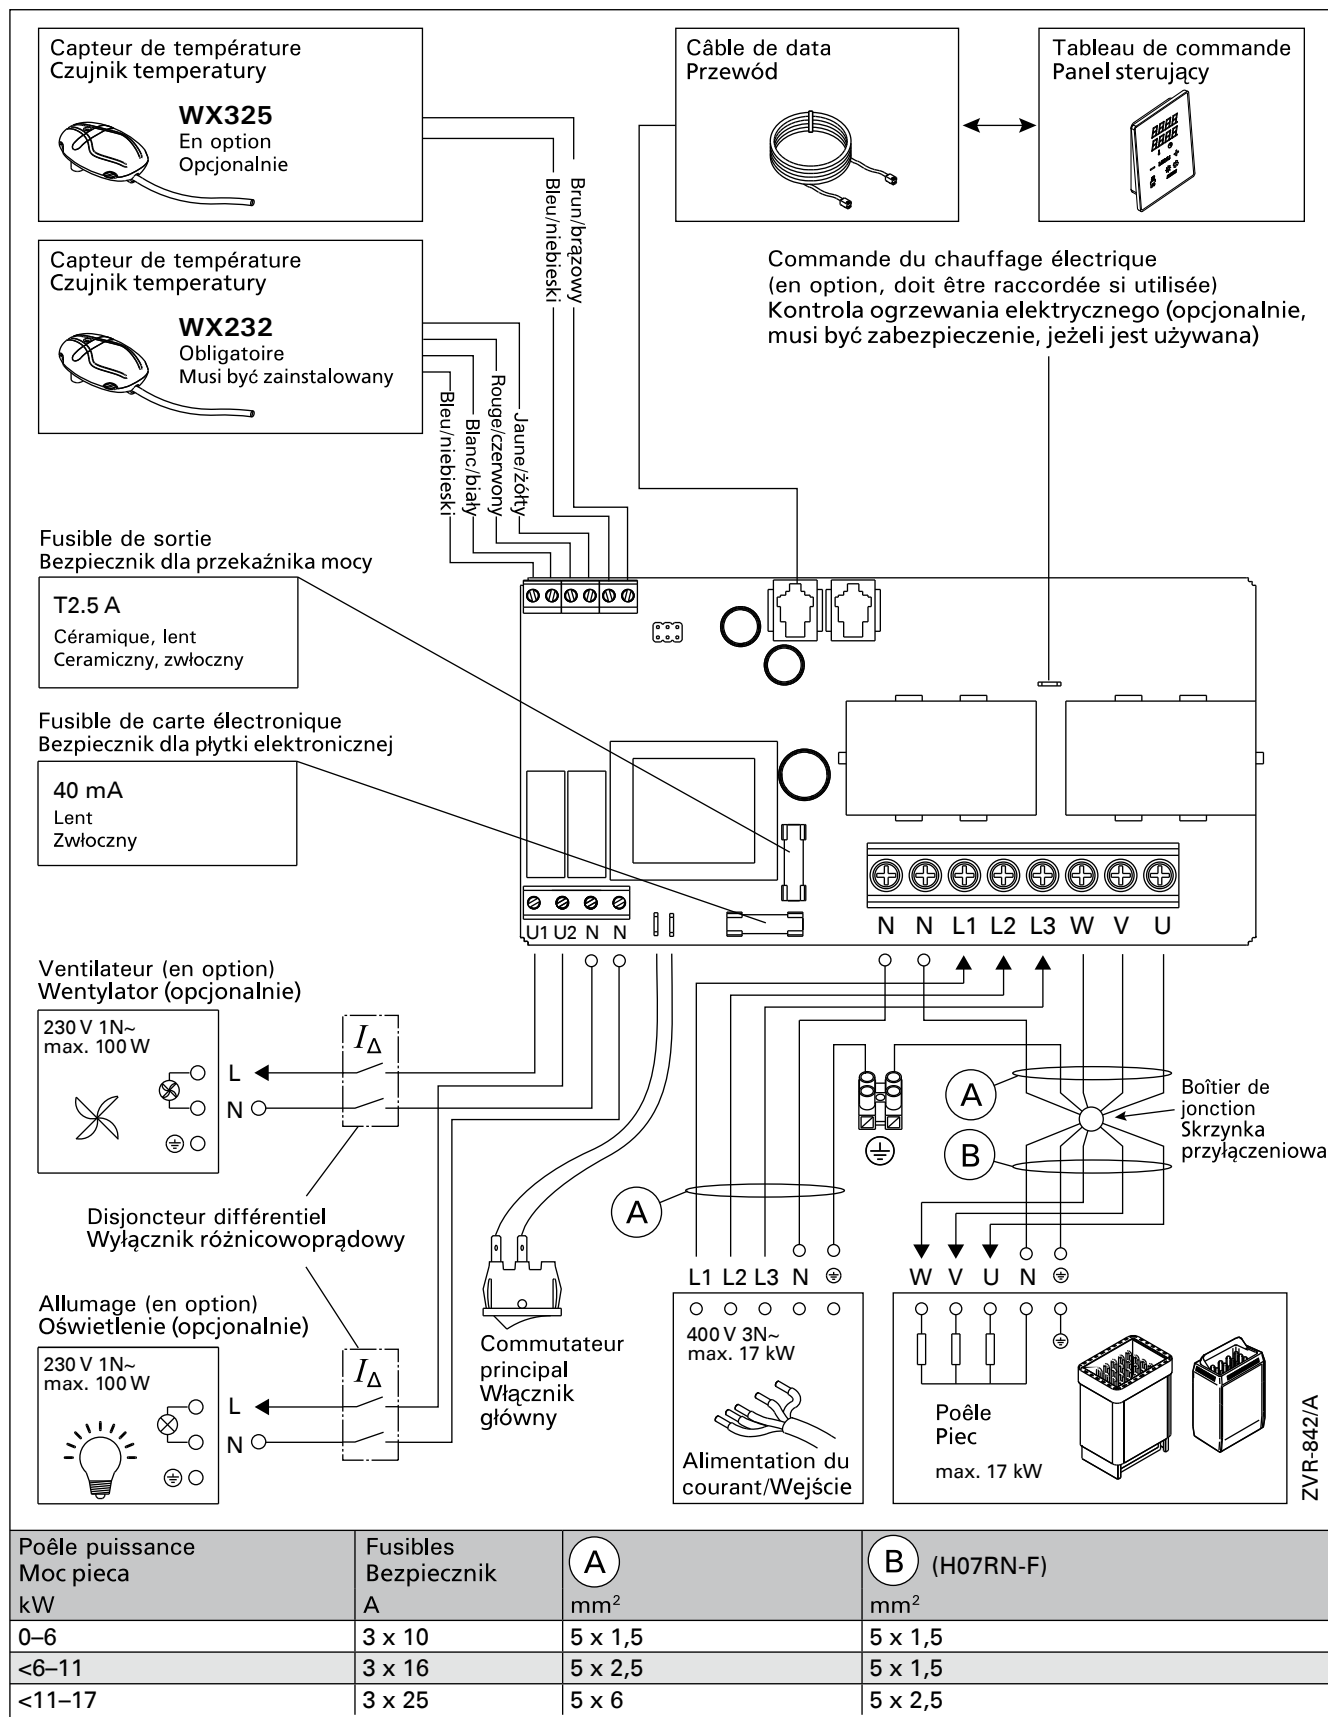 Capteur de température
Czujnik temperatury
WX325
En option
Opcjonalnie
Câble de data
Przewód
Tableau de commande
Panel sterujący
Brun/brązowy
Bleu/niebieski
Capteur de température
Czujnik temperatury
WX232
Obligatoire
Musi być zainstalowany
Commande du chauffage électrique
(en option, doit être raccordée si utilisée)
Kontrola ogrzewania elektrycznego (opcjonalnie,
musi być zabezpieczenie, jeżeli jest używana)
Jaune/żółty
Rouge/czerwony
Blanc/biały
Bleu/niebieski
Fusible de sortie
Bezpiecznik dla przekaźnika mocy
T2.5 A
Céramique, lent
Ceramiczny, zwłoczny
Fusible de carte électronique
Bezpiecznik dla płytki elektronicznej
40 mA
Lent
Zwłoczny
U1 U2 N N
N N L1 L2 L3 W V U
Ventilateur (en option)
Wentylator (opcjonalnie)
230 V 1N~
max. 100 W
L
N
IΔ
A
B
Boîtier de
jonction
Skrzynka
przyłączeniowa
A
Disjoncteur différentiel
Wyłącznik różnicowoprądowy
L1 L2 L3 N
W V U N
Allumage (en option)
Oświetlenie (opcjonalnie)
230 V 1N~
max. 100 W
L
N
IΔ
Commutateur
principal
Włącznik
główny
400 V 3N~
max. 17 kW
Alimentation du
courant/Wejście
Poêle
Piec
max. 17 kW
ZVR-842/A
Poêle puissance
Moc pieca
kW
Fusibles
Bezpiecznik
A
A
mm²
B (H07RN-F)
mm²
0–6 3 x 10 5 x 1,5 5 x 1,5
<6–11 3 x 16 5 x 2,5 5 x 1,5
<11–17 3 x 25 5 x 6 5 x 2,5